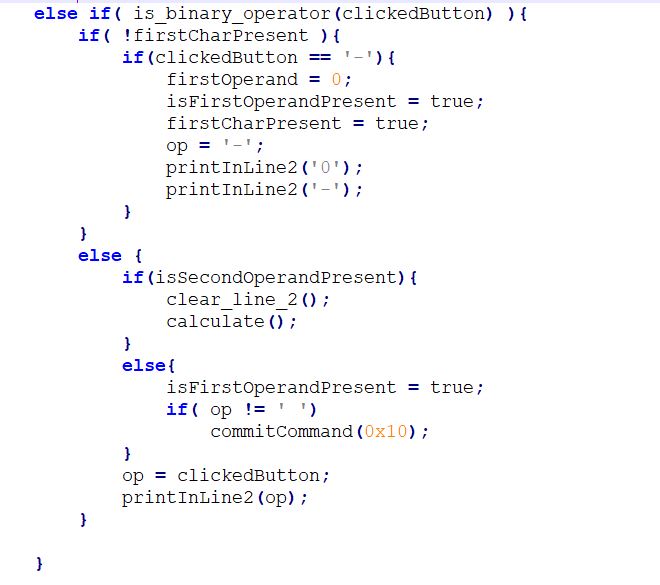 else if( is_binary_operator(clickedButton) ){
    if( !firstCharPresent ){
        if(clickedButton == '-'){
            firstOperand = 0;
            isFirstOperandPresent = true;
            firstCharPresent = true;
            op = '-';
            printInLine2('0');
            printInLine2('-');
        }
    }
    else {
        if(isSecondOperandPresent){
            clear_line_2();
            calculate();
        }
        else{
            isFirstOperandPresent = true;
            if( op != ' ')
                commitCommand(0x10);
        }
        op = clickedButton;
        printInLine2(op);
    }

}